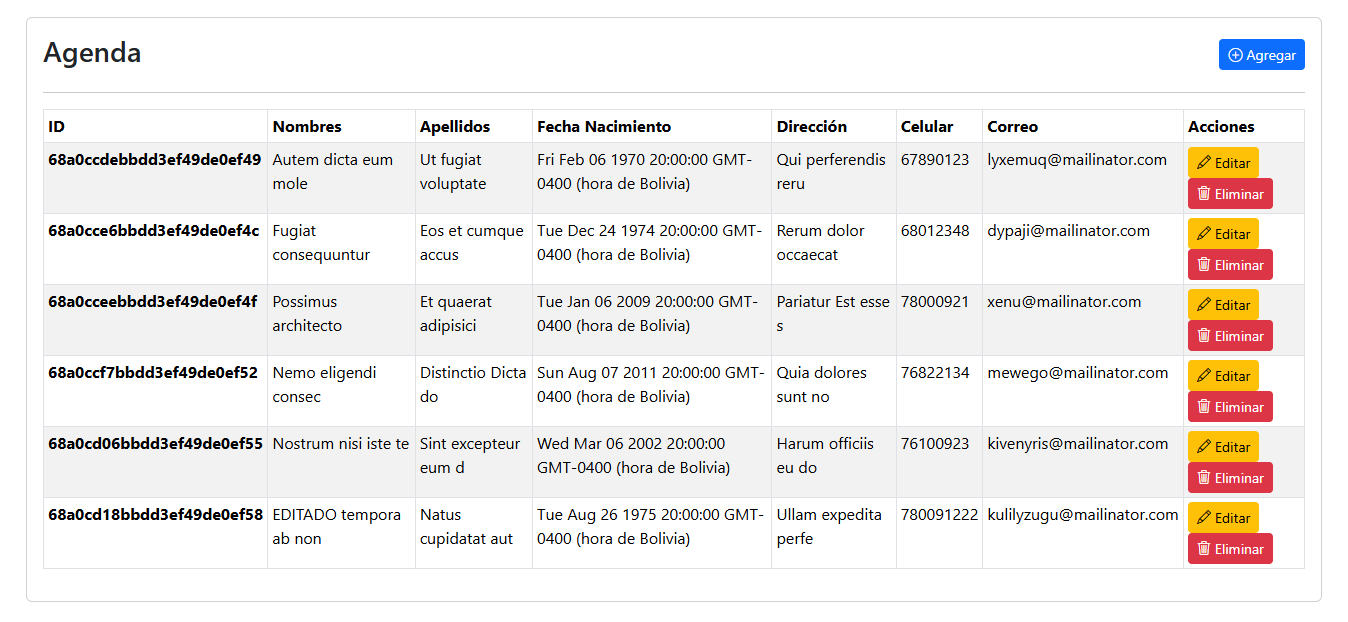 Agenda
Agregar
ID Nombres Apellidos Fecha Nacimiento Dirección Celular Correo Acciones
68a0ccdebbdd3ef49de0ef49 Autem dicta eum Ut fugiat Fri Feb 06 1970 20:00:00 GMT- Qui perferendis 67890123 lyxemuq@mailinator.com Editar
mole voluptate 0400 (hora de Bolivia) reru Eliminar
68a0cce6bbdd3ef49de0ef4c Fugiat Eos et cumque Tue Dec 24 1974 20:00:00 GMT- Rerum dolor 68012348 dypaji@mailinator.com Editar
consequuntur accus 0400 (hora de Bolivia) occaecat Eliminar
68a0cceebbdd3ef49de0ef4f Possimus Et quaerat Tue Jan 06 2009 20:00:00 GMT- Pariatur Est esse 78000921 xenu@mailinator.com Editar
architecto adipisici 0400 (hora de Bolivia) s Eliminar
68a0ccf7bbdd3ef49de0ef52 Nemo eligendi Distinctio Dicta Sun Aug 07 2011 20:00:00 GMT- Quia dolores 76822134 mewego@mailinator.com Editar
consec do 0400 (hora de Bolivia) sunt no Eliminar
68a0cd06bbdd3ef49de0ef55 Nostrum nisi iste te Sint excepteur Wed Mar 06 2002 20:00:00 Harum officiis 76100923 kivenyris@mailinator.com Editar
eum d GMT-0400 (hora de Bolivia) eu do Eliminar
68a0cd18bbdd3ef49de0ef58 EDITADO tempora Natus Tue Aug 26 1975 20:00:00 GMT- Ullam expedita 780091222 kulilyzugu@mailinator.com Editar
ab non cupidatat aut 0400 (hora de Bolivia) perfe Eliminar